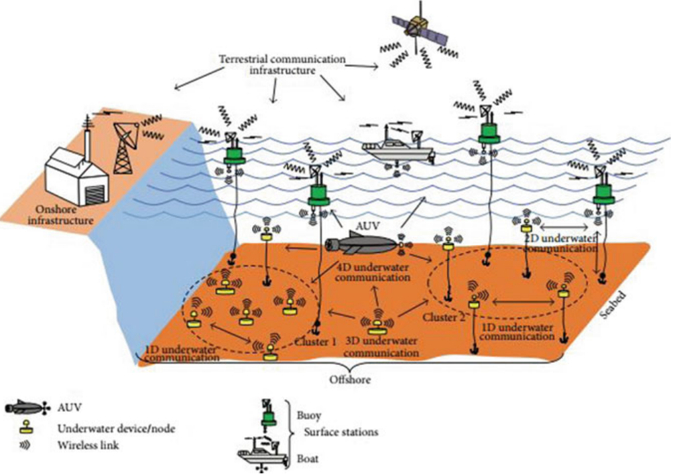 Terrestrial communication
infrastructure
Onshore
infrastructure
AUV
2D underwater
communication
4D underwater
communication
Cluster 2
1D underwater
communication
Seabed
Cluster 1
3D underwater
communication
1D underwater
communication
Offshore
AUV
Underwater device/node
Wireless link
Buoy
Surface stations
Boat